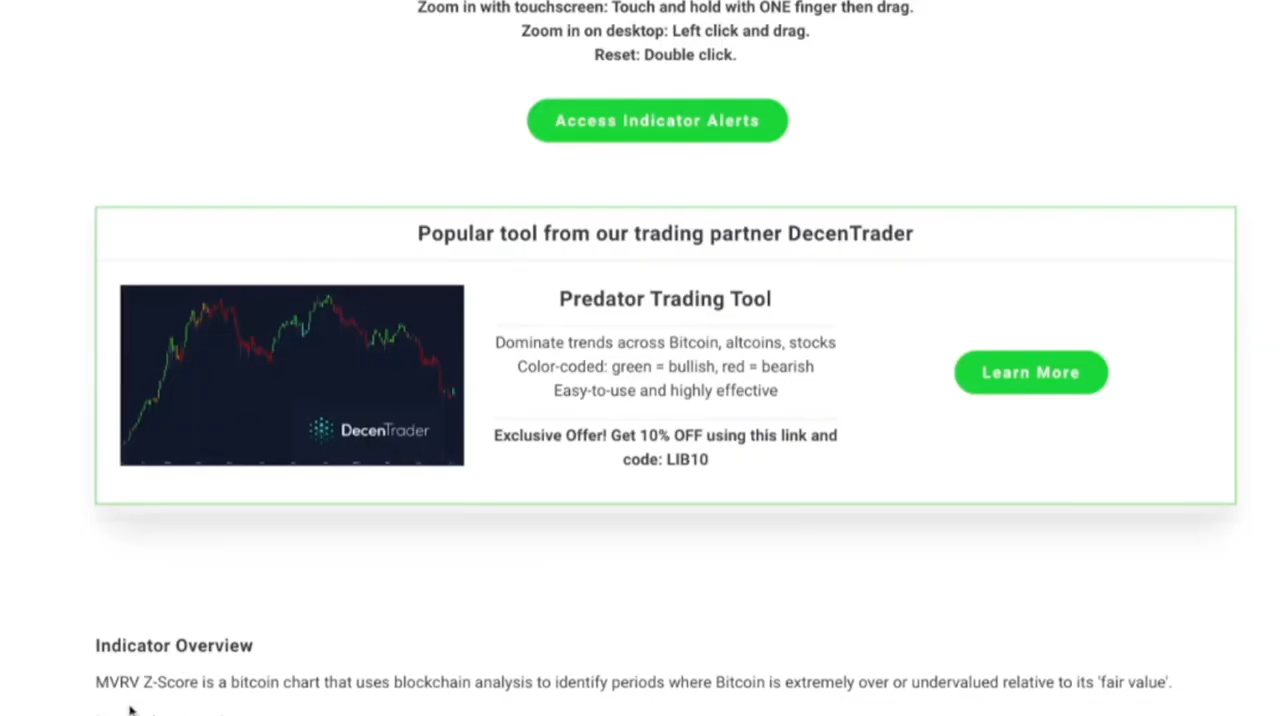 Zoom in with touchscreen: Touch and hold with ONE finger then drag.
Zoom in on desktop: Left click and drag.
Reset: Double click.
Access Indicator Alerts
Popular tool from our trading partner DecenTrader
Predator Trading Tool
Dominate trends across Bitcoin, altcoins, stocks
Color-coded: green = bullish, red = bearish
Easy-to-use and highly effective
Exclusive Offer! Get 10% OFF using this link and
code: LIB10
Learn More
DecenTrader
Indicator Overview
MVRV Z-Score is a bitcoin chart that uses blockchain analysis to identify periods where Bitcoin is extremely over or undervalued relative to its 'fair value'.